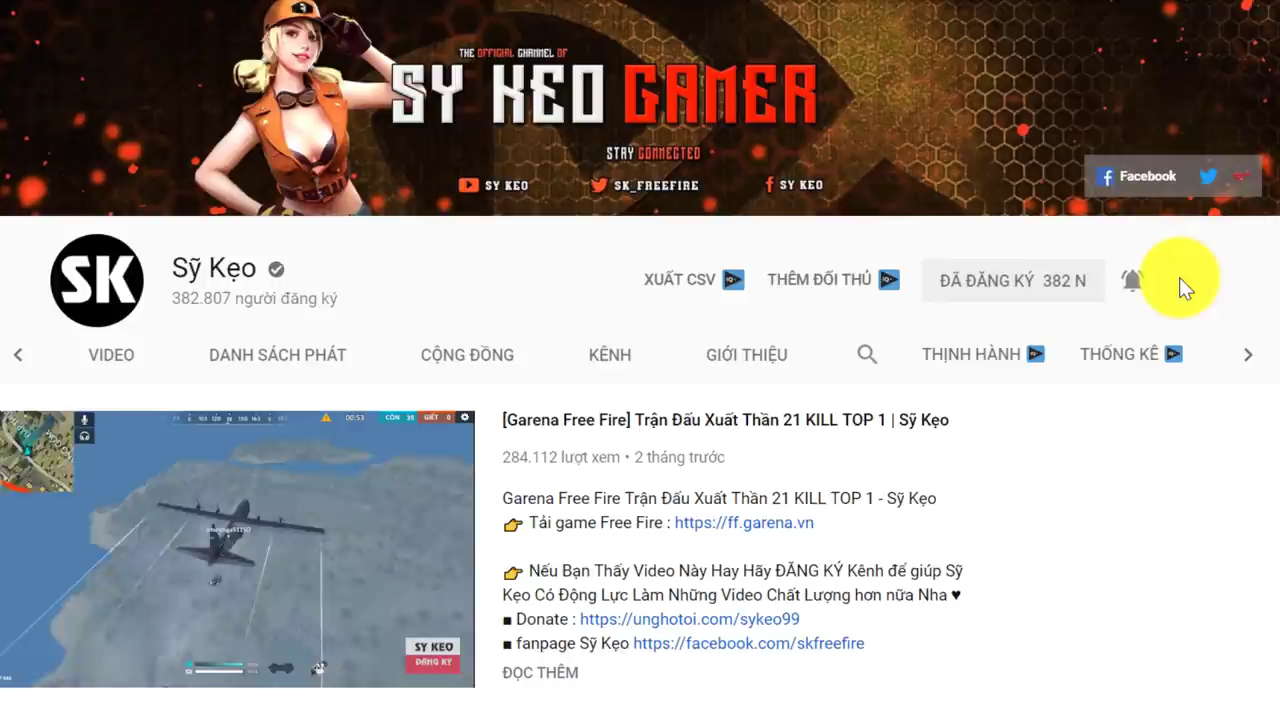 THE OFFICIAL CHANNEL OF
SY KEO GAMER
STAY CONNECTED
SY KEO
SK_FREEFIRE
SY KEO
Facebook
SK
Sỹ Kẹo
382.807 người đăng ký
XUẤT CSV
THÊM ĐỐI THỦ
ĐÃ ĐĂNG KÝ 382 N
VIDEO
DANH SÁCH PHÁT
CỘNG ĐỒNG
KÊNH
GIỚI THIỆU
THỊNH HÀNH
THỐNG KÊ
00:53
CÒN 35
GIẾT 0
SY KEO
ĐĂNG KÝ
[Garena Free Fire] Trận Đấu Xuất Thần 21 KILL TOP 1 | Sỹ Kẹo
284.112 lượt xem • 2 tháng trước
Garena Free Fire Trận Đấu Xuất Thần 21 KILL TOP 1 - Sỹ Kẹo
👉 Tải game Free Fire : https://ff.garena.vn
👉 Nếu Bạn Thấy Video Này Hay Hãy ĐĂNG KÝ Kênh để giúp Sỹ
Kẹo Có Động Lực Làm Những Video Chất Lượng hơn nữa Nha ♥
■ Donate : https://unghotoi.com/sykeo99
■ fanpage Sỹ Kẹo https://facebook.com/skfreefire
ĐỌC THÊM